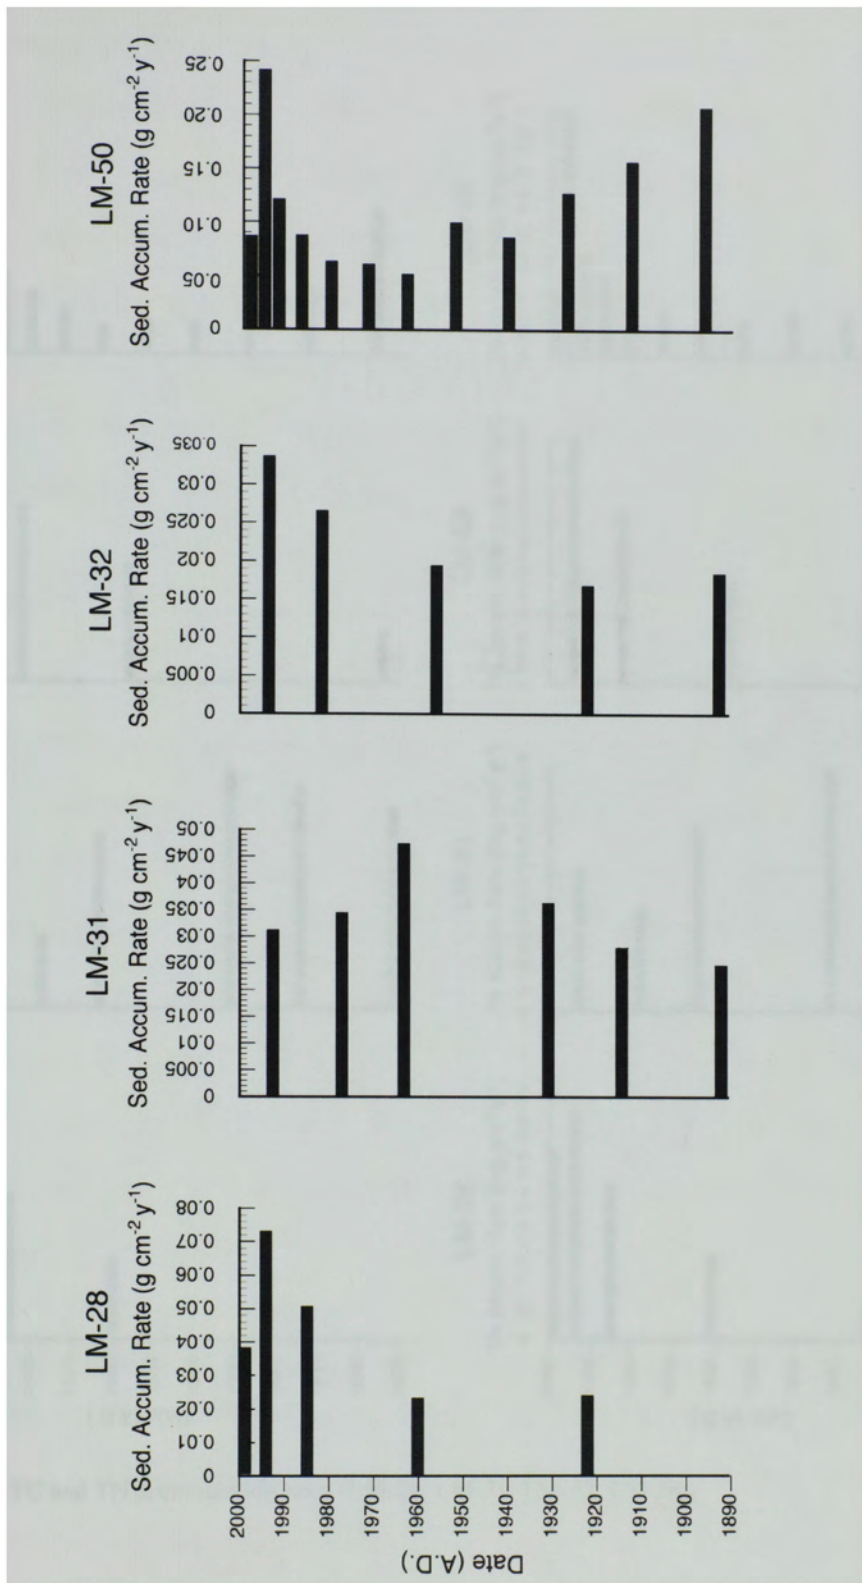 LM-28
Sed. Accum. Rate (g cm-2 y-1)
0 0.01 0.02 0.03 0.04 0.05 0.06 0.07 0.08
LM-31
Sed. Accum. Rate (g cm-2 y-1)
0 0.005 0.01 0.015 0.02 0.025 0.03 0.035 0.04 0.045 0.05
LM-32
Sed. Accum. Rate (g cm-2 y-1)
0 0.005 0.01 0.015 0.02 0.025 0.03 0.035
LM-50
Sed. Accum. Rate (g cm-2 y-1)
0 0.05 0.10 0.15 0.20 0.25
Date (A.D.)
2000
1990
1980
1970
1960
1950
1940
1930
1920
1910
1900
1890